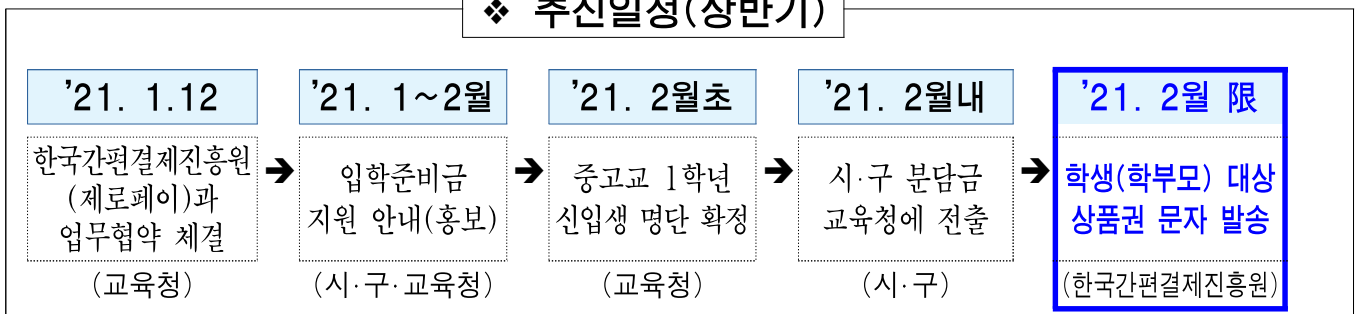 ❖ 추진일정(상반기)
'21. 1.12
한국간편결제진흥원
(제로페이)과
업무협약 체결
(교육청)
➔
'21. 1~2월
입학준비금
지원 안내(홍보)
(시·구·교육청)
➔
'21. 2월초
중고교 1학년
신입생 명단 확정
(교육청)
➔
'21. 2월내
시·구 분담금
교육청에 전출
(시·구)
➔
'21. 2월 限
학생(학부모) 대상
상품권 문자 발송
(한국간편결제진흥원)